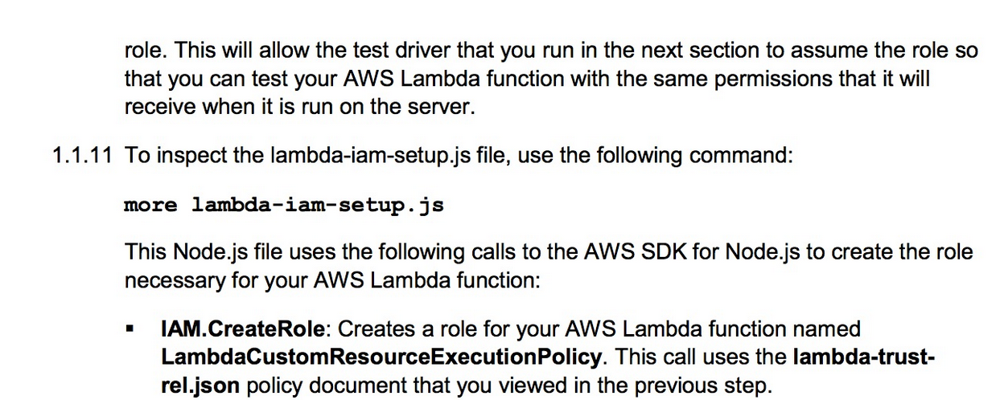 role. This will allow the test driver that you run in the next section to assume the role so
that you can test your AWS Lambda function with the same permissions that it will
receive when it is run on the server.
1.1.11 To inspect the lambda-iam-setup.js file, use the following command:
more lambda-iam-setup.js
This Node.js file uses the following calls to the AWS SDK for Node.js to create the role
necessary for your AWS Lambda function:
▪ IAM.CreateRole: Creates a role for your AWS Lambda function named
LambdaCustomResourceExecutionPolicy. This call uses the lambda-trust-
rel.json policy document that you viewed in the previous step.